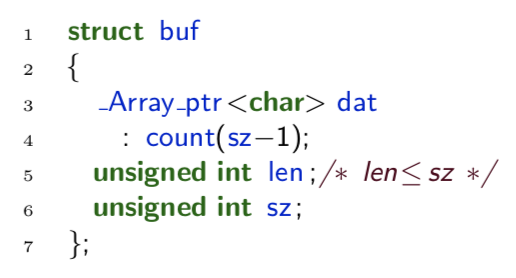 1 struct buf
2 {
3 _Array_ptr<char> dat
4 : count(sz−1);
5 unsigned int len;/* len≤ sz */
6 unsigned int sz;
7 };